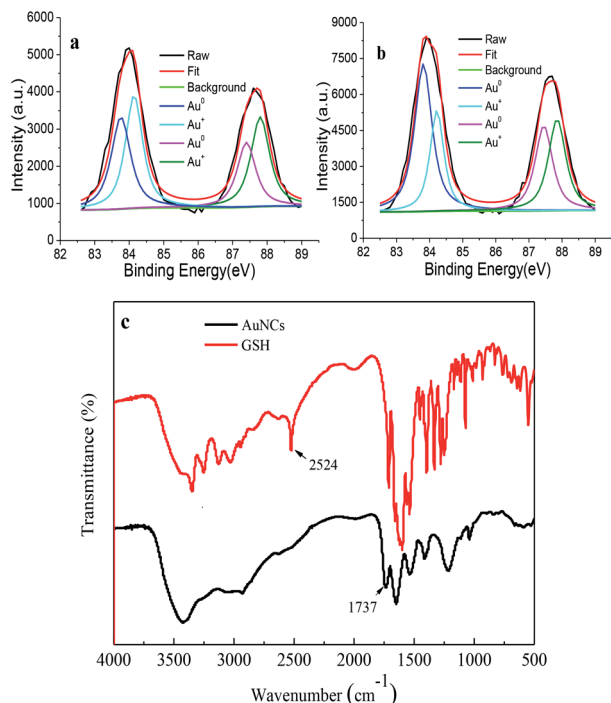 a
Raw
Fit
Background
Au⁰
Au⁺
Au⁰
Au⁺
Intensity (a.u.)
6000
5000
4000
3000
2000
1000
0
82 83 84 85 86 87 88 89
Binding Energy(eV)
b
Raw
Fit
Background
Au⁰
Au⁺
Au⁰
Au⁺
Intensity (a.u.)
9000
7500
6000
4500
3000
1500
0
82 83 84 85 86 87 88 89
Binding Energy(eV)
c
AuNCs
GSH
2524
1737
Transmittance (%)
4000 3500 3000 2500 2000 1500 1000 500
Wavenumber (cm⁻¹)